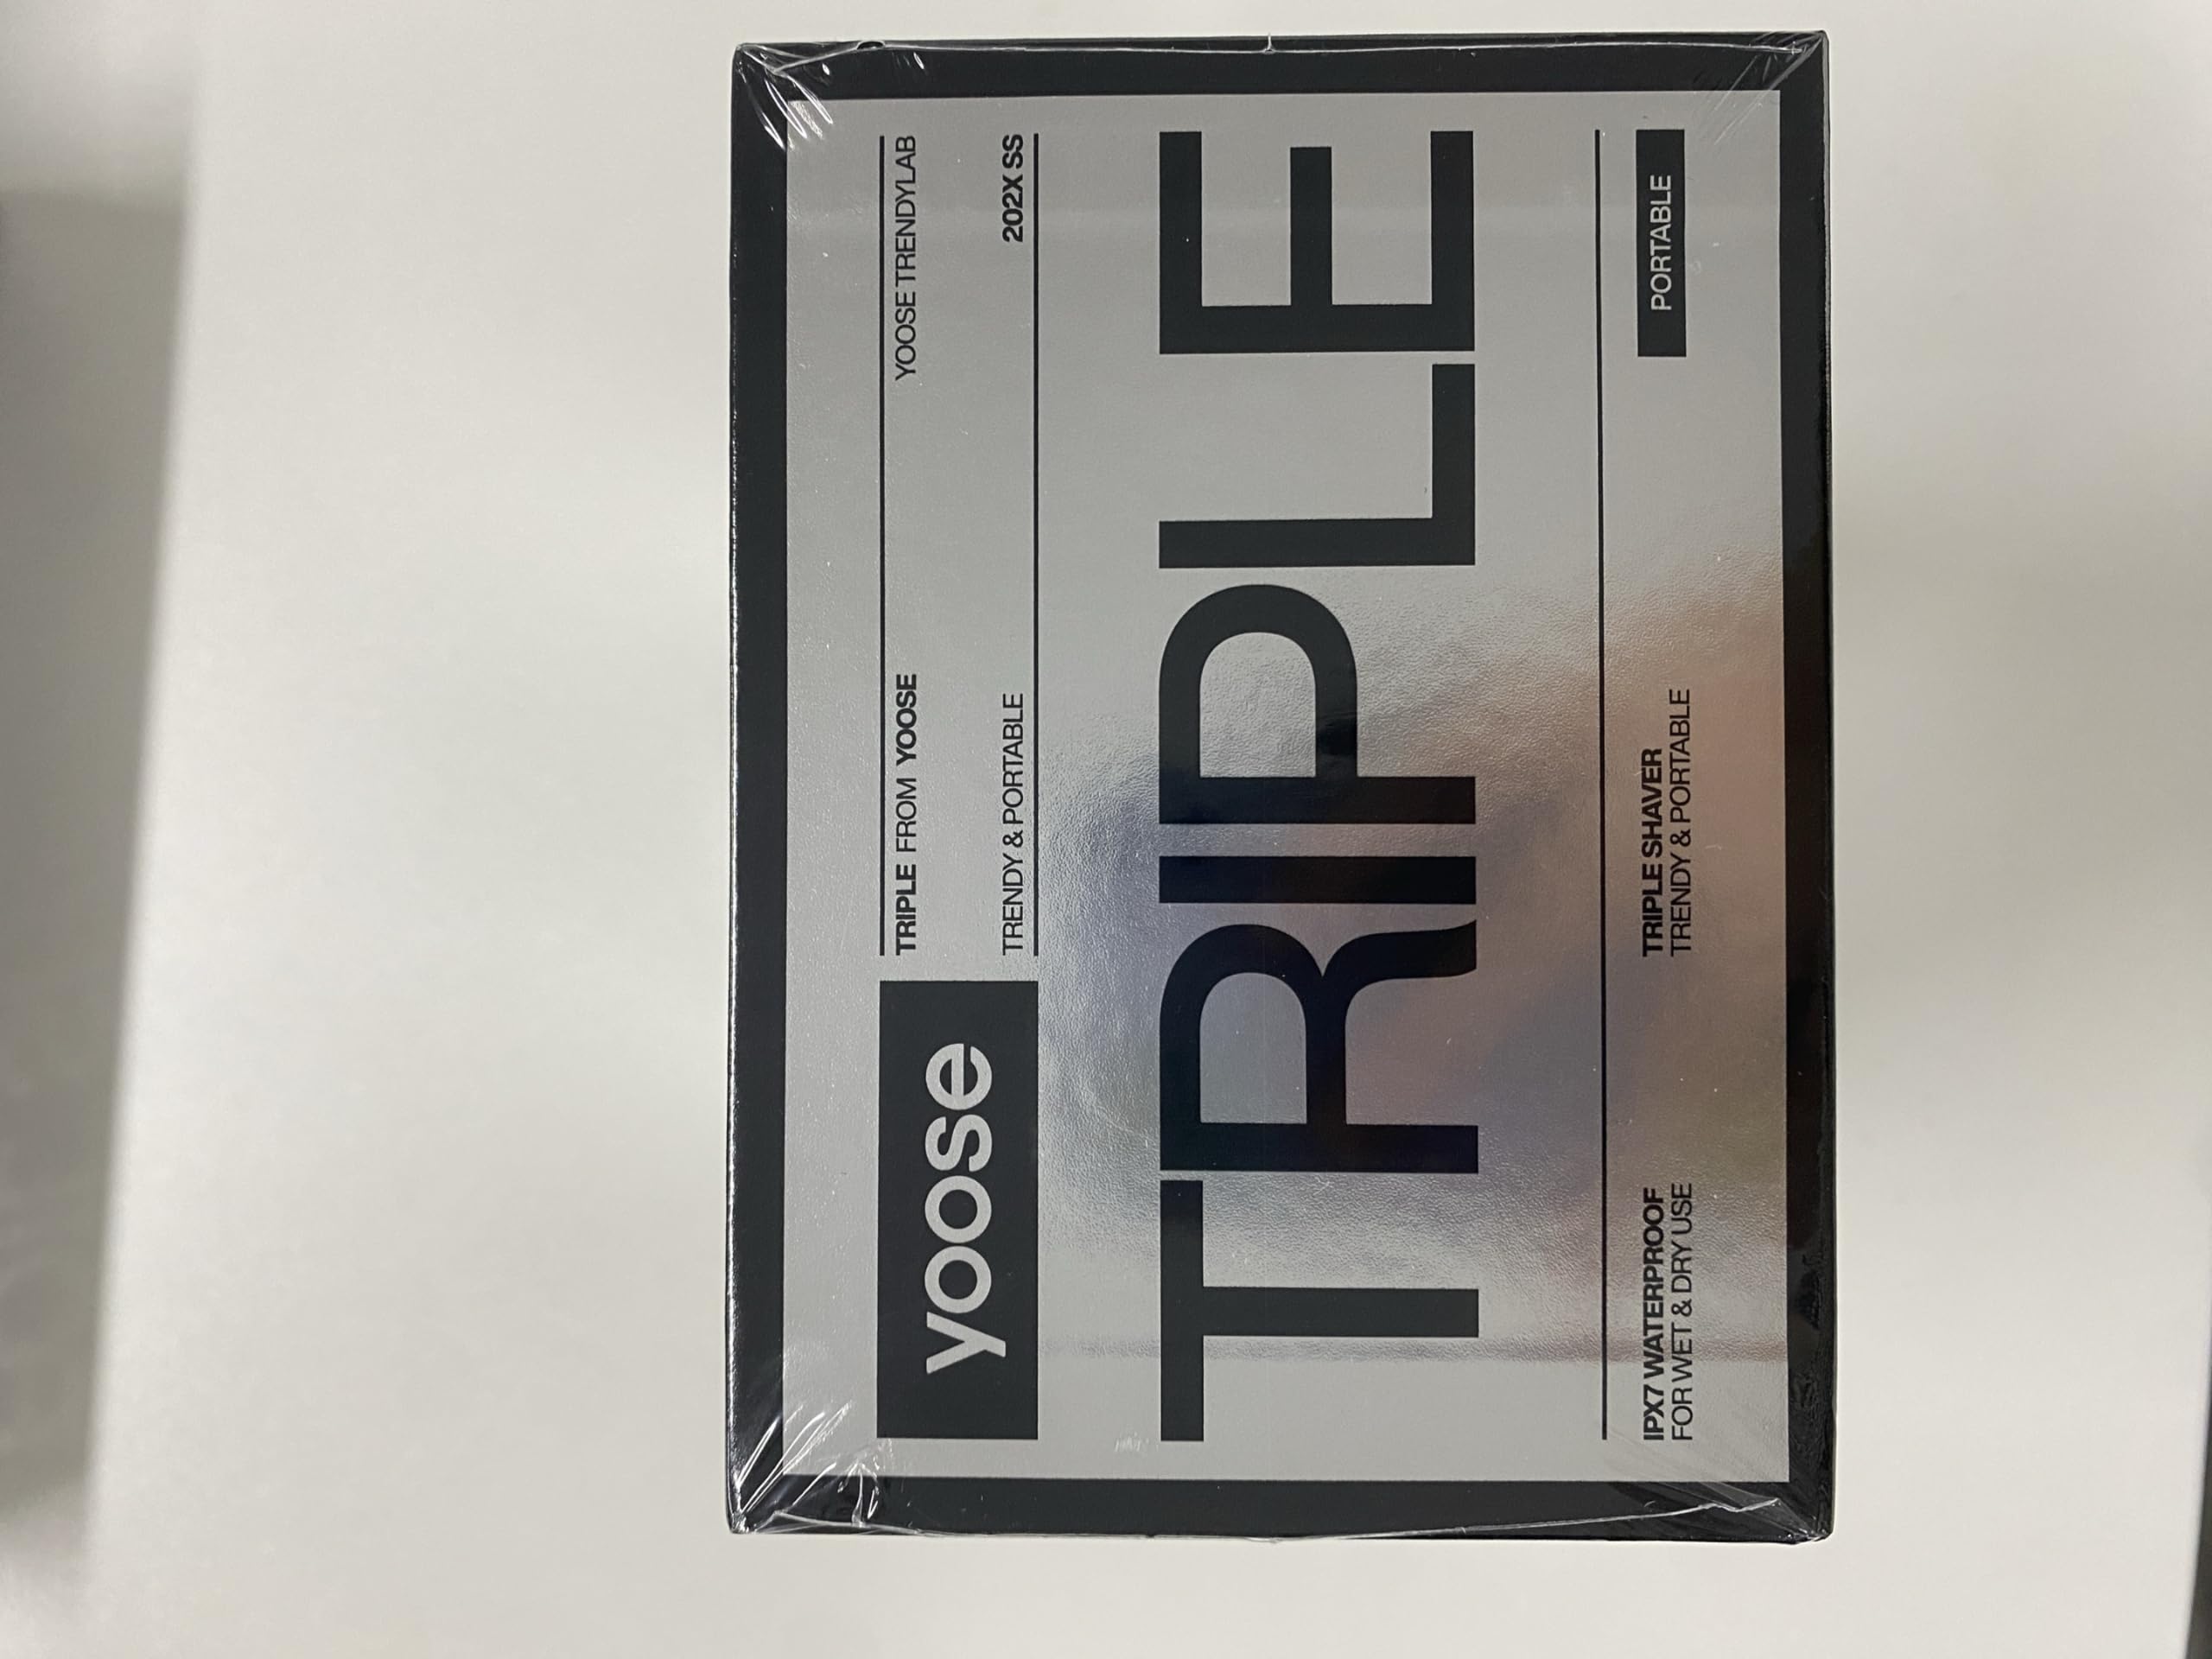 yoose
TRIPLE FROM YOOSE
YOOSE TRENDYLAB
TRENDY & PORTABLE
202X SS
TRIPLE
IPX7 WATERPROOF
FOR WET & DRY USE
TRIPLE SHAVER
TRENDY & PORTABLE
PORTABLE